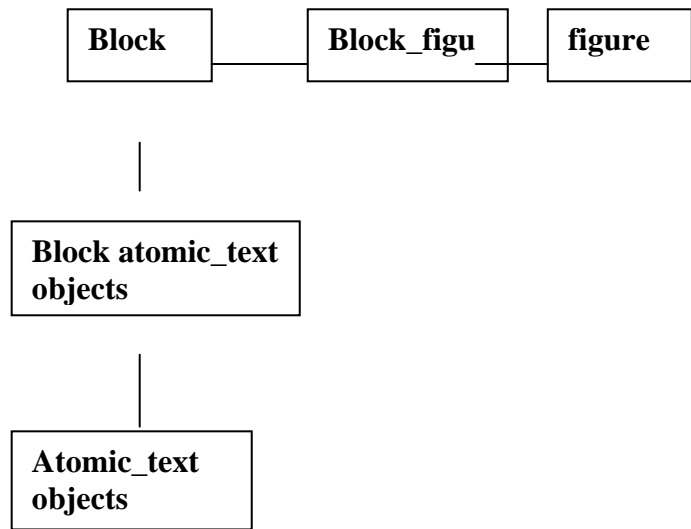 Block
Block_figu
figure
Block atomic_text
objects
Atomic_text
objects